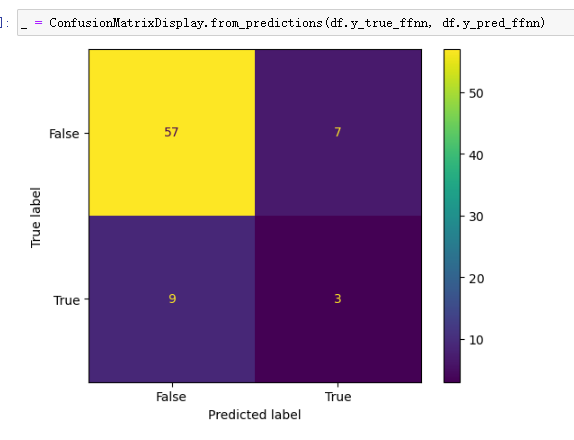 ]: _ = ConfusionMatrixDisplay.from_predictions(df.y_true_ffnn, df.y_pred_ffnn)
False
57
7
True
9
3
False
True
True label
Predicted label
50
40
30
20
10